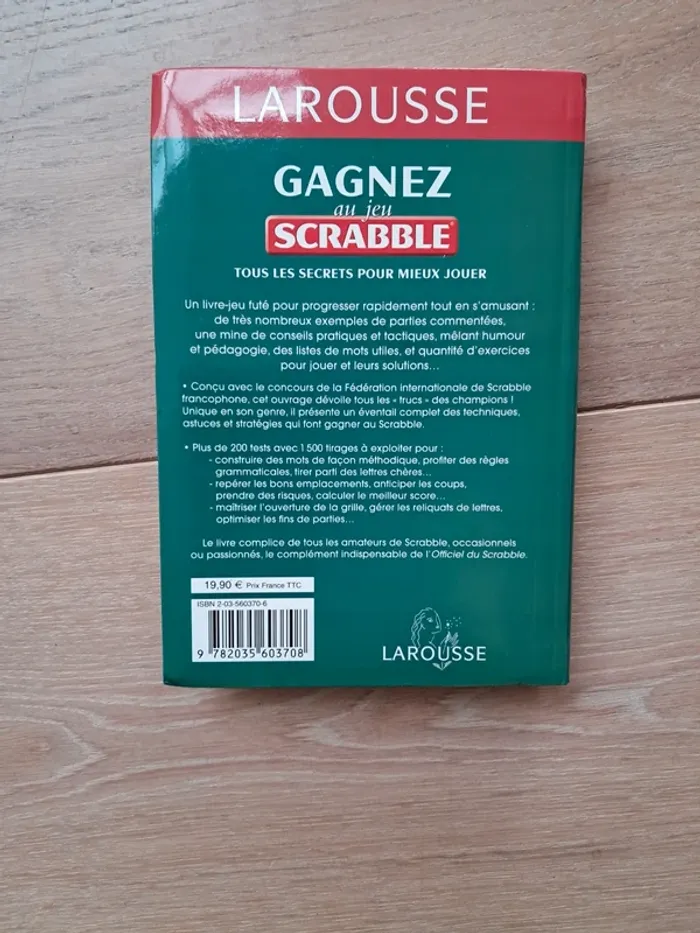 LAROUSSE
GAGNEZ
au jeu
SCRABBLE
TOUS LES SECRETS POUR MIEUX JOUER
Un livre-jeu futé pour progresser rapidement tout en s'amusant :
de très nombreux exemples de parties commentées,
une mine de conseils pratiques et tactiques, mêlant humour
et pédagogie, des listes de mots utiles, et quantité d'exercices
pour jouer et leurs solutions...
• Conçu avec le concours de la Fédération internationale de Scrabble
francophone, cet ouvrage dévoile tous les « trucs » des champions !
Unique en son genre, il présente un éventail complet des techniques,
astuces et stratégies qui font gagner au Scrabble.
• Plus de 200 tests avec 1 500 tirages à exploiter pour :
- construire des mots de façon méthodique, profiter des règles
grammaticales, tirer parti des lettres chères...
- repérer les bons emplacements, anticiper les coups,
prendre des risques, calculer le meilleur score...
- maîtriser l'ouverture de la grille, gérer les reliquats de lettres,
optimiser les fins de parties...
Le livre complice de tous les amateurs de Scrabble, occasionnels
ou passionnés, le complément indispensable de l'Officiel du Scrabble.
19,90 € Prix France TTC
ISBN 2-03-560370-6
9 782035 603708
LAROUSSE